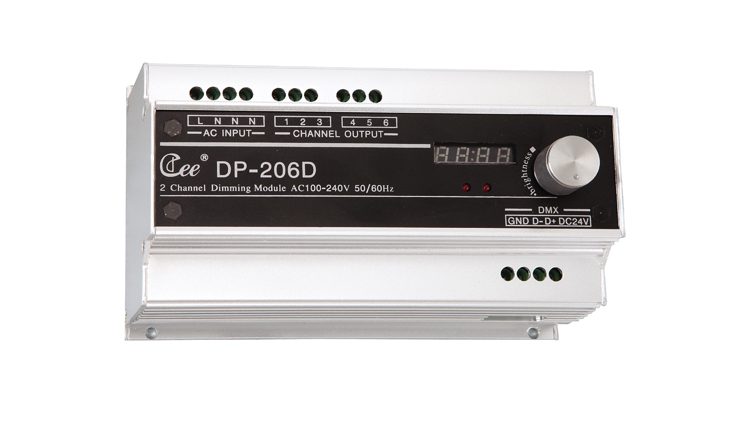 L N N N 1 2 3 4 5 6
AC INPUT CHANNEL OUTPUT
Cee® DP-206D
2 Channel Dimming Module AC100-240V 50/60Hz
brightness
DMX
GND D- D+ DC24V